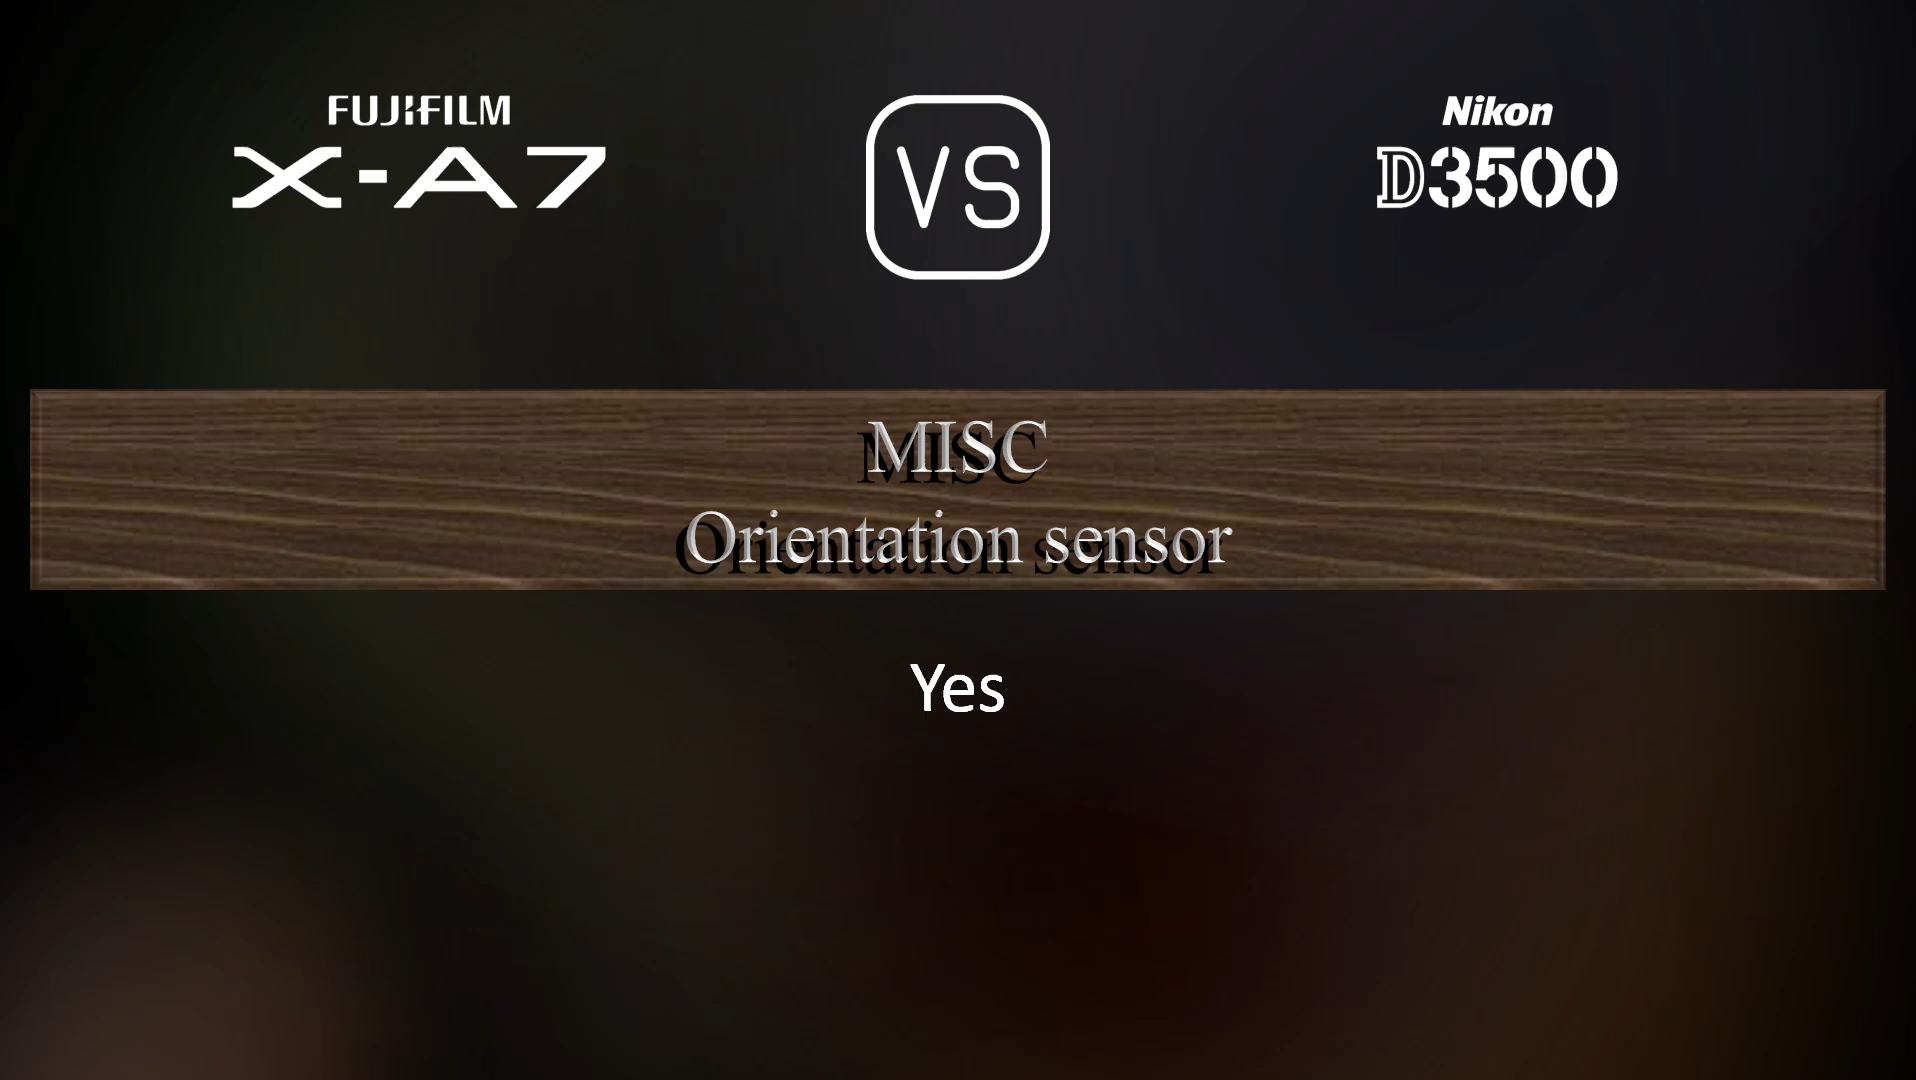 FUJIFILM
X-A7
VS
Nikon
D3500
MISC
Orientation sensor
Yes